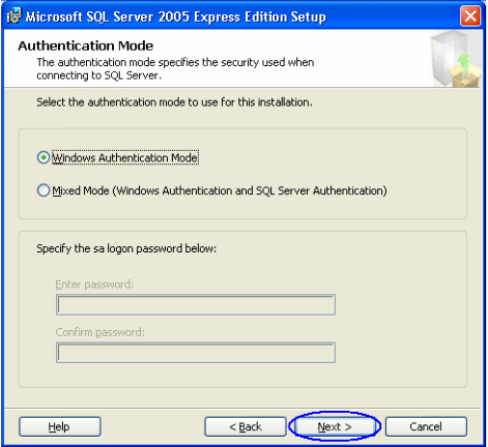 Microsoft SQL Server 2005 Express Edition Setup
Authentication Mode
The authentication mode specifies the security used when
connecting to SQL Server.
Select the authentication mode to use for this installation.
Windows Authentication Mode
Mixed Mode (Windows Authentication and SQL Server Authentication)
Specify the sa logon password below:
Enter password:
Confirm password:
Help
< Back
Next >
Cancel